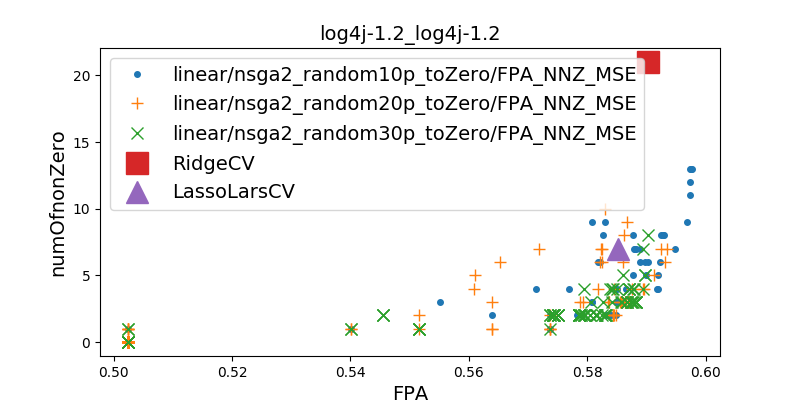 log4j-1.2_log4j-1.2
linear/nsga2_random10p_toZero/FPA_NNZ_MSE
linear/nsga2_random20p_toZero/FPA_NNZ_MSE
linear/nsga2_random30p_toZero/FPA_NNZ_MSE
RidgeCV
LassoLarsCV
numOfnonZero
20
15
10
5
0
0.50 0.52 0.54 0.56 0.58 0.60
FPA